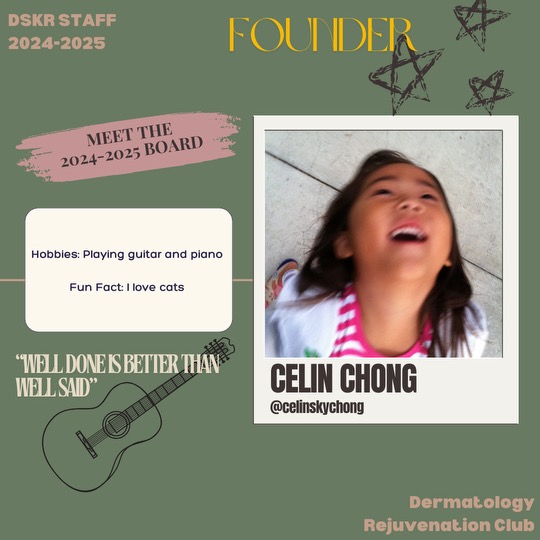 DSKR STAFF
2024-2025
FOUNDER
MEET THE
2024-2025 BOARD
Hobbies: Playing guitar and piano
Fun Fact: I love cats
“WELL DONE IS BETTER THAN
WELL SAID”
CELIN CHONG
@celinskychong
Dermatology
Rejuvenation Club